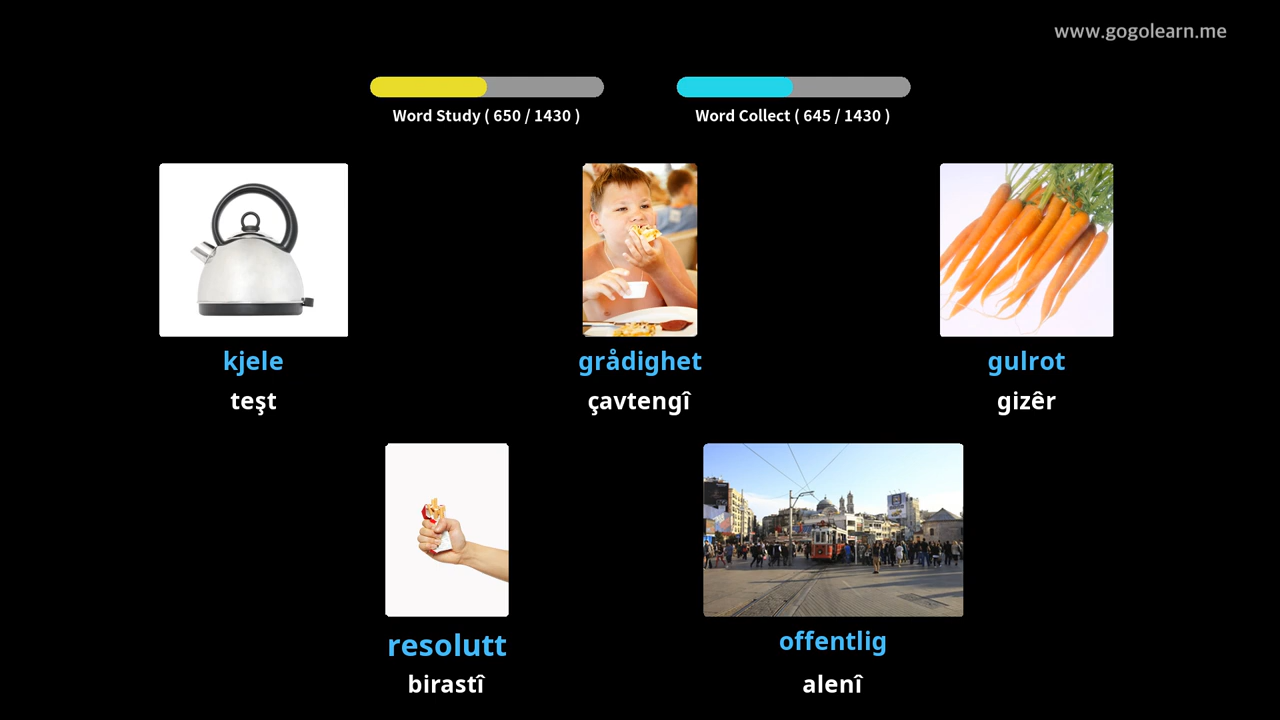 www.gogolearn.me
Word Study ( 650 / 1430 )
Word Collect ( 645 / 1430 )
kjele
grådighet
gulrot
teşt
çavtengî
gizêr
resolutt
offentlig
birastî
alenî